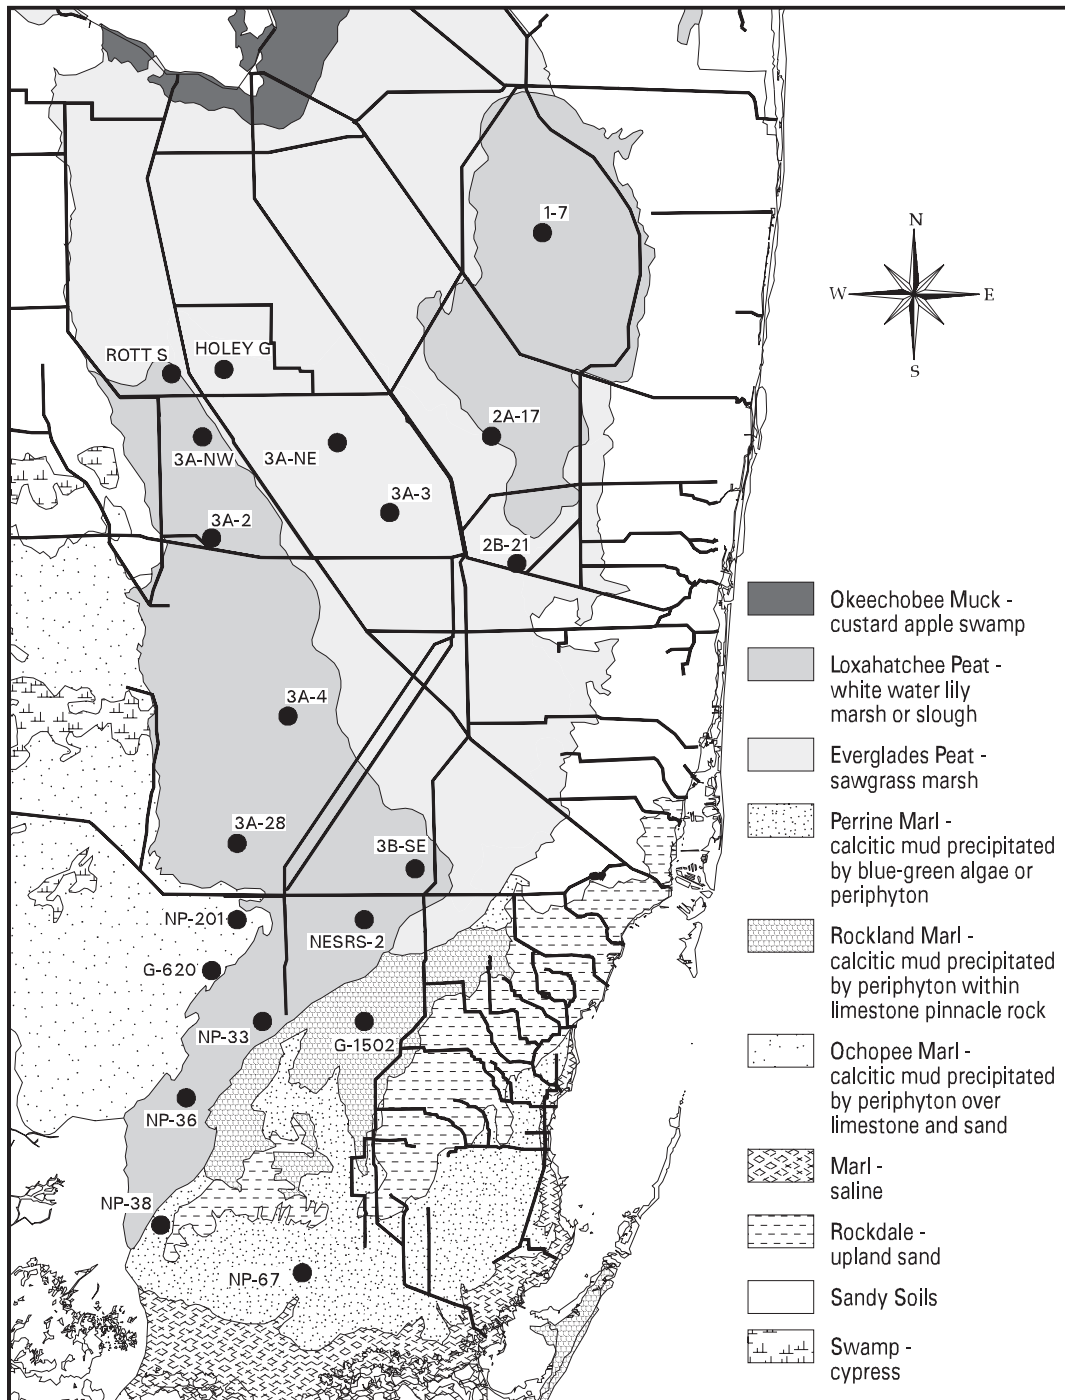 1-7
N
W
E
S
ROTT S
HOLEY G
2A-17
3A-NW
3A-NE
3A-3
3A-2
2B-21
3A-4
3A-28
3B-SE
NP-201
NESRS-2
G-620
NP-33
G-1502
NP-36
NP-38
NP-67
Okeechobee Muck -
custard apple swamp
Loxahatchee Peat -
white water lily
marsh or slough
Everglades Peat -
sawgrass marsh
Perrine Marl -
calcitic mud precipitated
by blue-green algae or
periphyton
Rockland Marl -
calcitic mud precipitated
by periphyton within
limestone pinnacle rock
Ochopee Marl -
calcitic mud precipitated
by periphyton over
limestone and sand
Marl -
saline
Rockdale -
upland sand
Sandy Soils
Swamp -
cypress